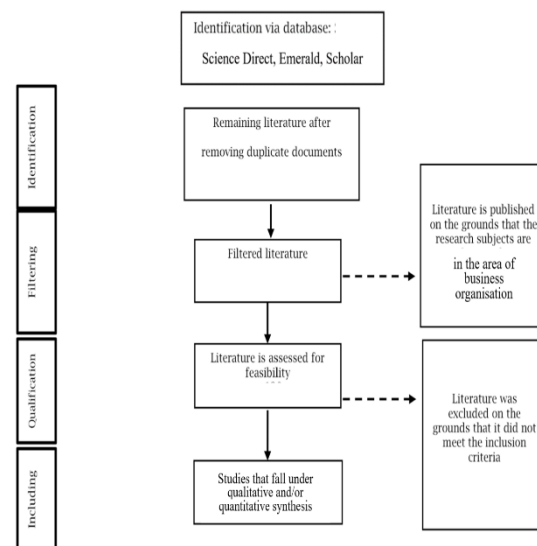 Identification via database: :
Science Direct, Emerald, Scholar
Identification
Remaining literature after
removing duplicate documents
Filtering
Filtered literature
Literature is published
on the grounds that the
research subjects are
in the area of
business
organisation
Qualification
Literature is assessed for
feasibility
Literature was
excluded on the
grounds that it did not
meet the inclusion
criteria
Including
Studies that fall under
qualitative and/or
quantitative synthesis